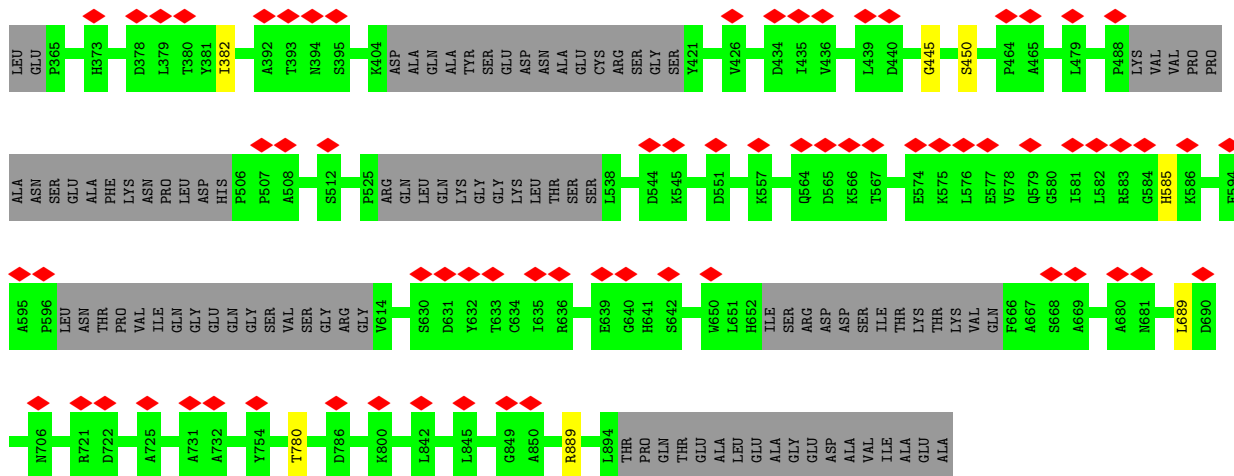 LEU GLU P365 H373 D378 L379 T380 Y381 I382 A392 T393 N394 S395 K404 ASP ALA GLN ALA TYR SER GLU ASP ASN ALA GLU CYS ARG SER GLY SER Y421 V426 D434 I435 V436 L439 D440 G445 S450 P464 A465 L479 P488 LYS VAL VAL PRO PRO
ALA ASN SER GLU ALA PHE LYS ASN PRO LEU ASP HIS P506 P507 A508 S512 P525 ARG GLN LEU GLN LYS GLY GLY LYS LEU THR SER SER L538 D544 K545 D551 K557 Q564 D565 K566 T567 E574 K575 L576 E577 V578 Q579 G580 I581 L582 R583 G584 H585 K586 E594
A595 P596 LEU ASN THR PRO VAL ILE GLN GLY GLU GLN GLY SER VAL SER GLY ARG GLY V614 S630 D631 Y632 T633 C634 I635 R636 E639 G640 H641 S642 W650 L651 H652 ILE SER ARG ASP ASP SER ILE THR LYS THR LYS VAL GLN F666 A667 S668 A669 A680 N681 L689 D690
N706 R721 D722 A725 A731 A732 Y754 T780 D786 K800 L842 L845 G849 A850 R889 L894 THR PRO GLN THR GLU ALA LEU GLU ALA GLY GLU ASP ALA VAL ILE ALA GLU ALA